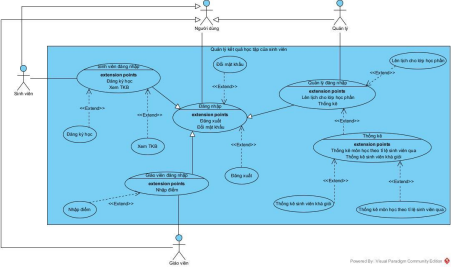 Người dùng
Quản lý
Quản lý kết quả học tập của sinh viên
Sinh viên
Sinh viên đăng nhập
extension points
Đăng ký học
Xem TKB
<<Extend>>
<<Extend>>
Đăng ký học
Xem TKB
Đổi mật khẩu
<<Extend>>
Đăng nhập
extension points
Đăng xuất
Đổi mật khẩu
<<Extend>>
Đăng xuất
Quản lý đăng nhập
extension points
Lên lịch cho lớp học phần
Thống kê
Lên lịch cho lớp học phần
<<Extend>>
<<Extend>>
Thống kê
extension points
Thống kê môn học theo tỉ lệ sinh viên qua
Thống kê sinh viên khá giỏi
<<Extend>>
<<Extend>>
Thống kê sinh viên khá giỏi
Thống kê môn học theo tỉ lệ sinh viên qua
Giáo viên đăng nhập
extension points
Nhập điểm
<<Extend>>
Nhập điểm
Giáo viên
Powered By: Visual Paradigm Community Edition